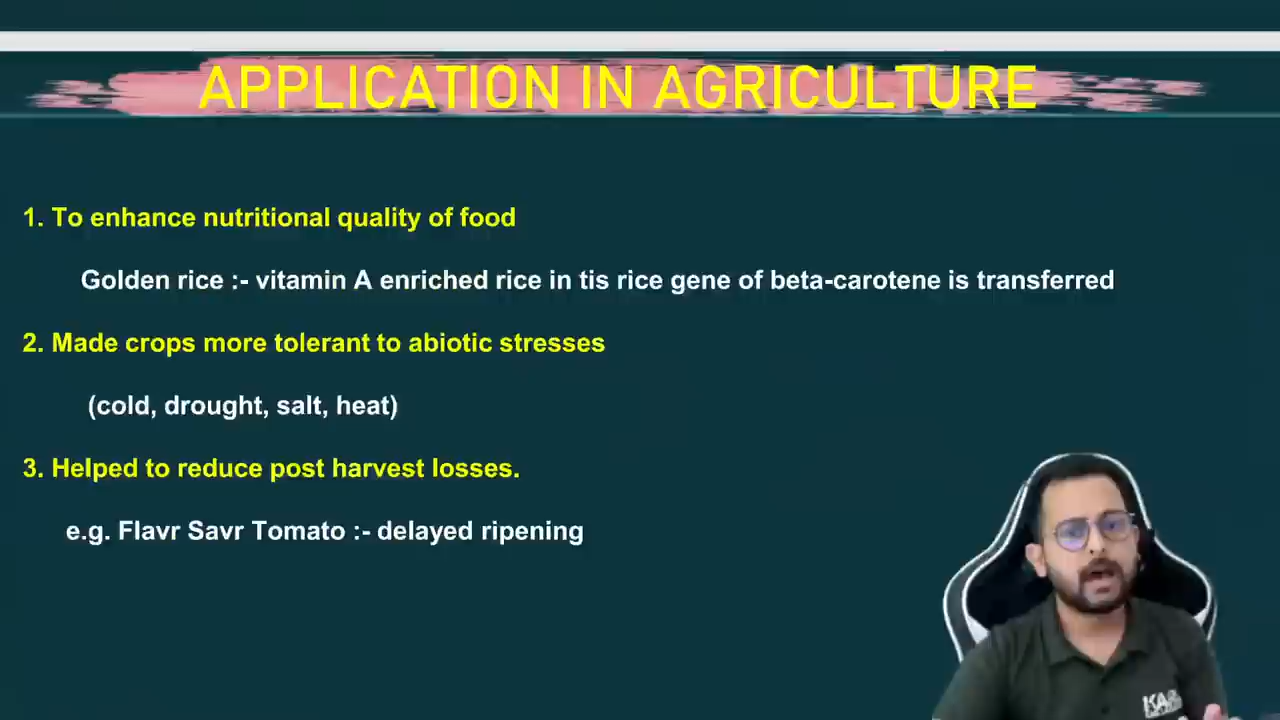 APPLICATION IN AGRICULTURE
1. To enhance nutritional quality of food
Golden rice :- vitamin A enriched rice in tis rice gene of beta-carotene is transferred
2. Made crops more tolerant to abiotic stresses
(cold, drought, salt, heat)
3. Helped to reduce post harvest losses.
e.g. Flavr Savr Tomato :- delayed ripening